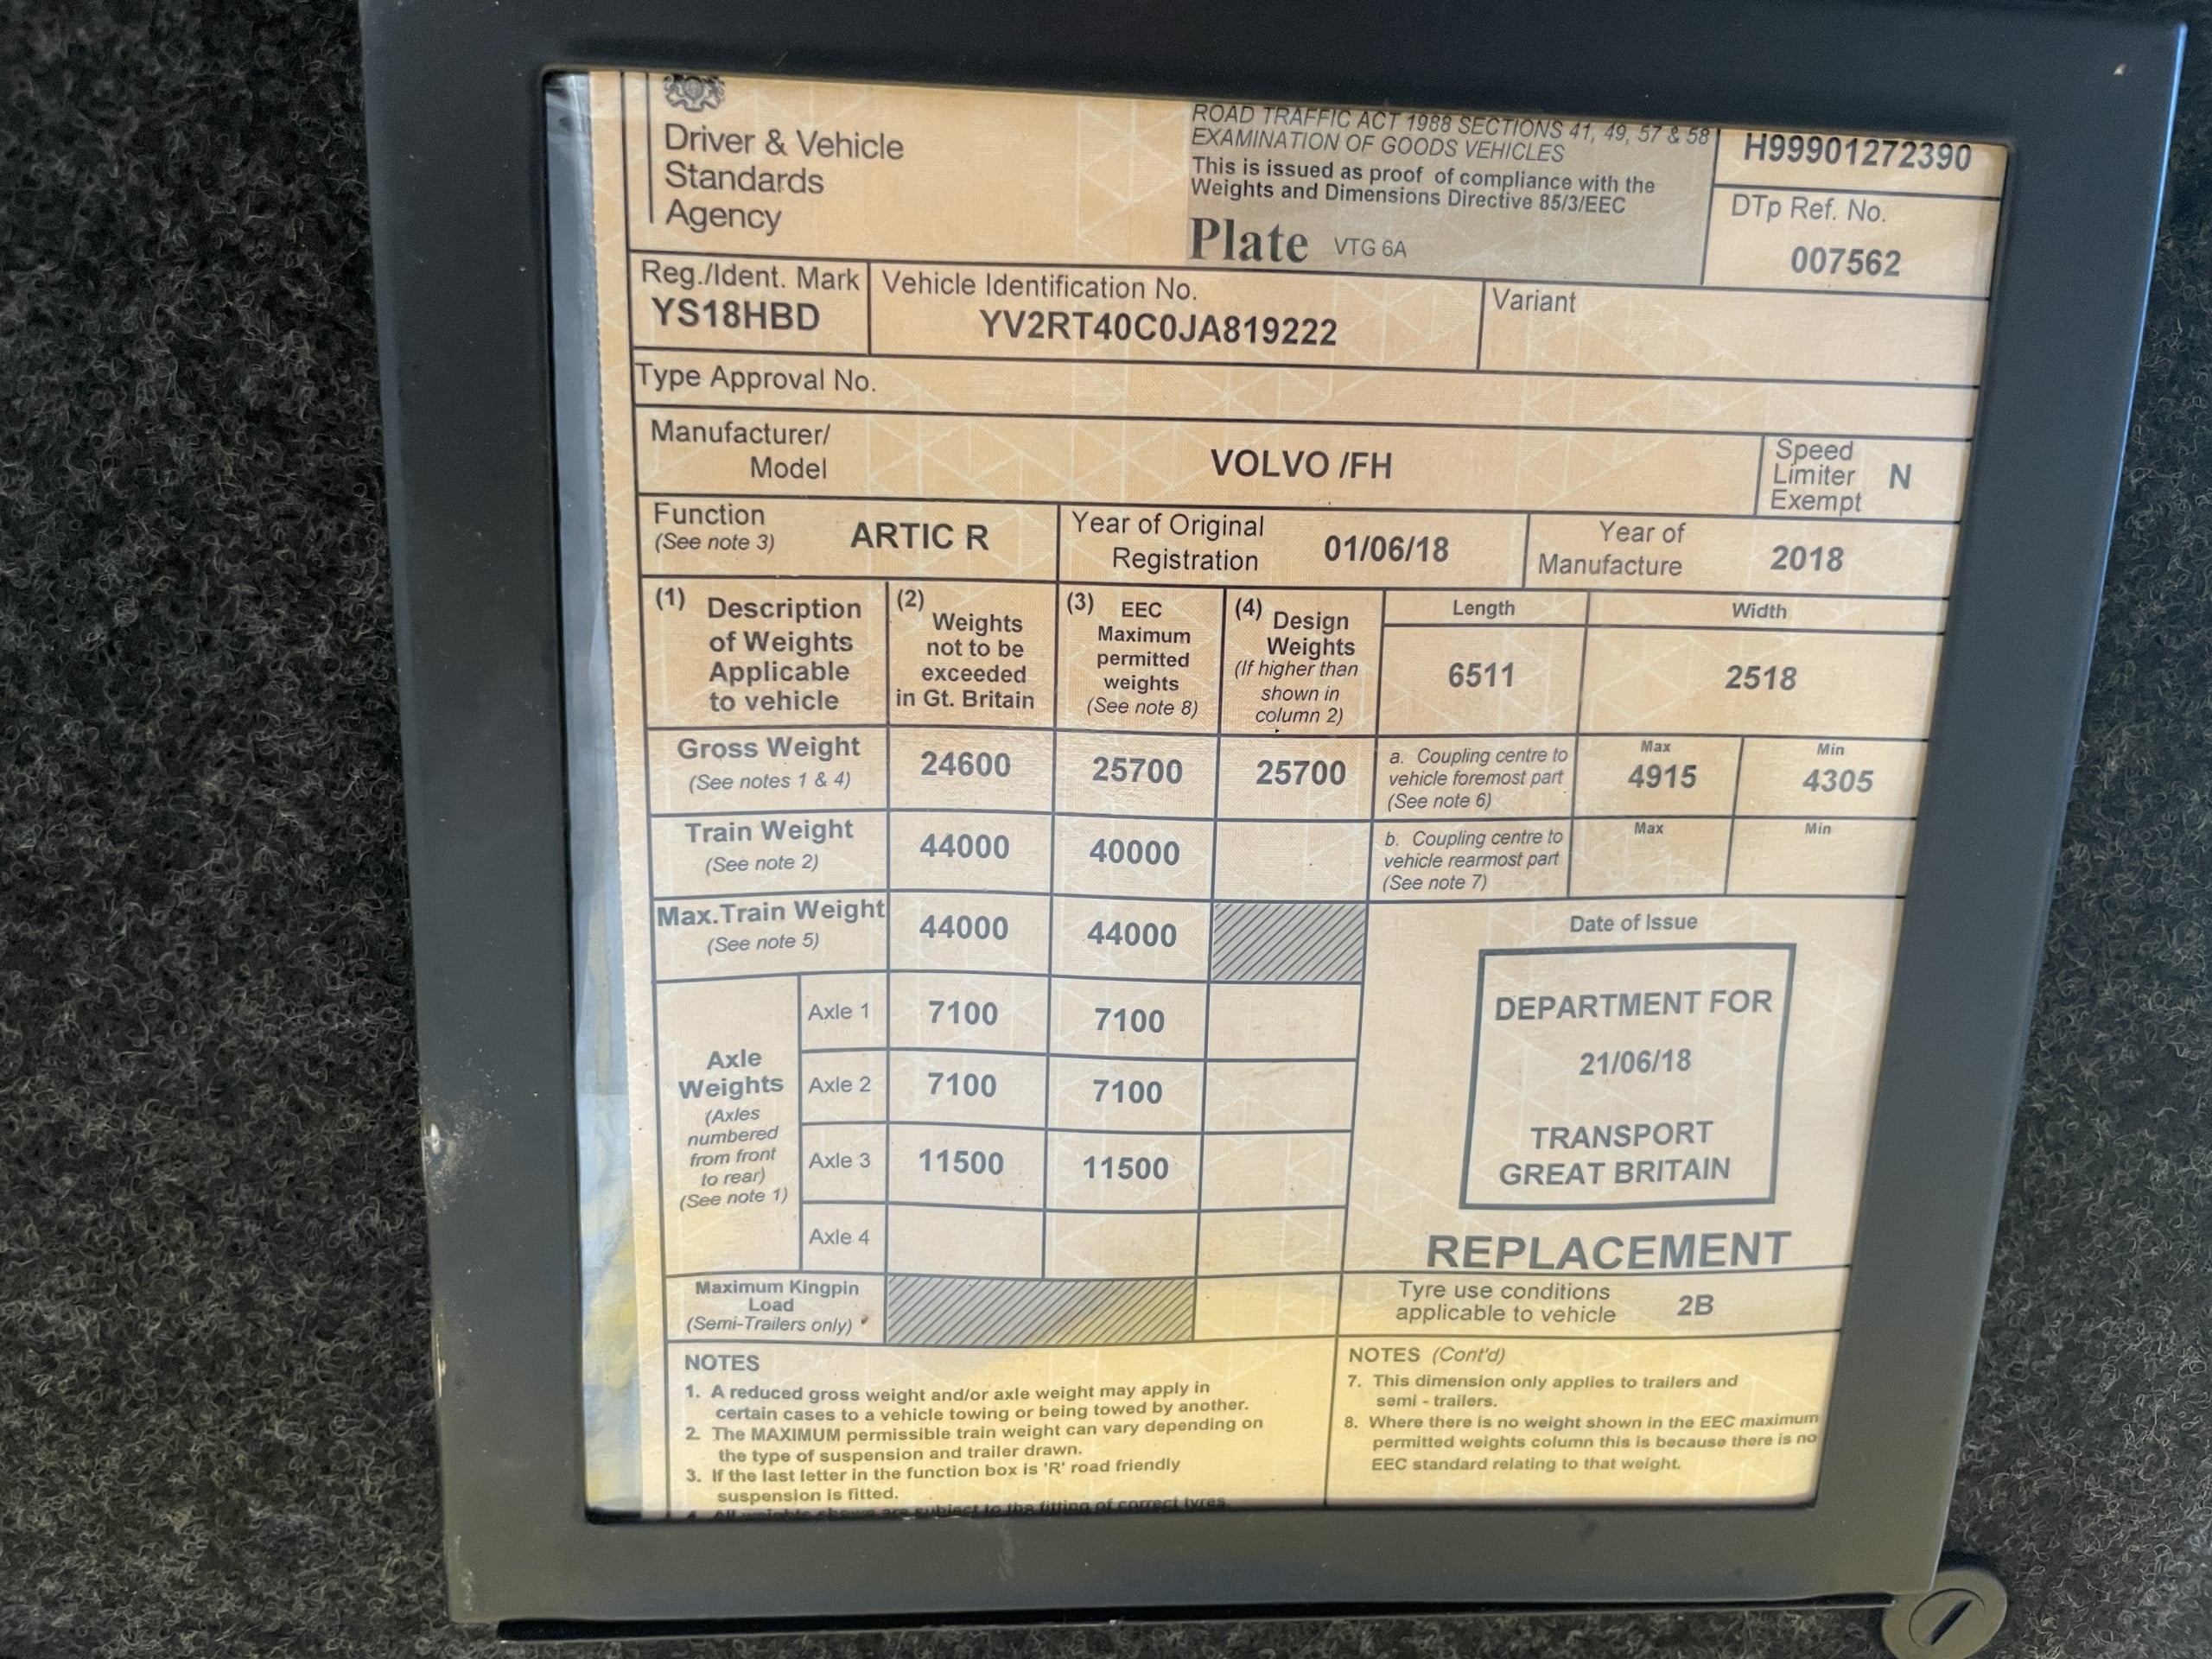 Driver & Vehicle
Standards
Agency
ROAD TRAFFIC ACT 1988 SECTIONS 41, 49, 57 & 58
EXAMINATION OF GOODS VEHICLES
This is issued as proof of compliance with the
Weights and Dimensions Directive 85/3/EEC
Plate VTG 6A
H99901272390
DTp Ref. No.
007562
Reg./Ident. Mark
YS18HBD
Vehicle Identification No.
YV2RT40C0JA819222
Variant
Type Approval No.
Manufacturer/
Model
VOLVO /FH
Speed
Limiter
Exempt
N
Function
(See note 3)
ARTIC R
Year of Original
Registration
01/06/18
Year of
Manufacture
2018
(1) Description
of Weights
Applicable
to vehicle
(2)
Weights
not to be
exceeded
in Gt. Britain
(3) EEC
Maximum
permitted
weights
(See note 8)
(4) Design
Weights
(If higher than
shown in
column 2)
Length
6511
Width
2518
Gross Weight
(See notes 1 & 4)
24600
25700
25700
a. Coupling centre to
vehicle foremost part
(See note 6)
Max
4915
Min
4305
Train Weight
(See note 2)
44000
40000
b. Coupling centre to
vehicle rearmost part
(See note 7)
Max
Min
Max.Train Weight
(See note 5)
44000
44000
Date of Issue
DEPARTMENT FOR
21/06/18
TRANSPORT
GREAT BRITAIN
REPLACEMENT
Axle
Weights
(Axles
numbered
from front
to rear)
(See note 1)
Axle 1
7100
7100
Axle 2
7100
7100
Axle 3
11500
11500
Axle 4
Maximum Kingpin
Load
(Semi-Trailers only)
Tyre use conditions
applicable to vehicle
2B
NOTES
1. A reduced gross weight and/or axle weight may apply in
certain cases to a vehicle towing or being towed by another.
2. The MAXIMUM permissible train weight can vary depending on
the type of suspension and trailer drawn.
3. If the last letter in the function box is 'R' road friendly
suspension is fitted.
4. All weights shown are subject to the fitting of correct tyres.
NOTES (Cont'd)
7. This dimension only applies to trailers and
semi - trailers.
8. Where there is no weight shown in the EEC maximum
permitted weights column this is because there is no
EEC standard relating to that weight.